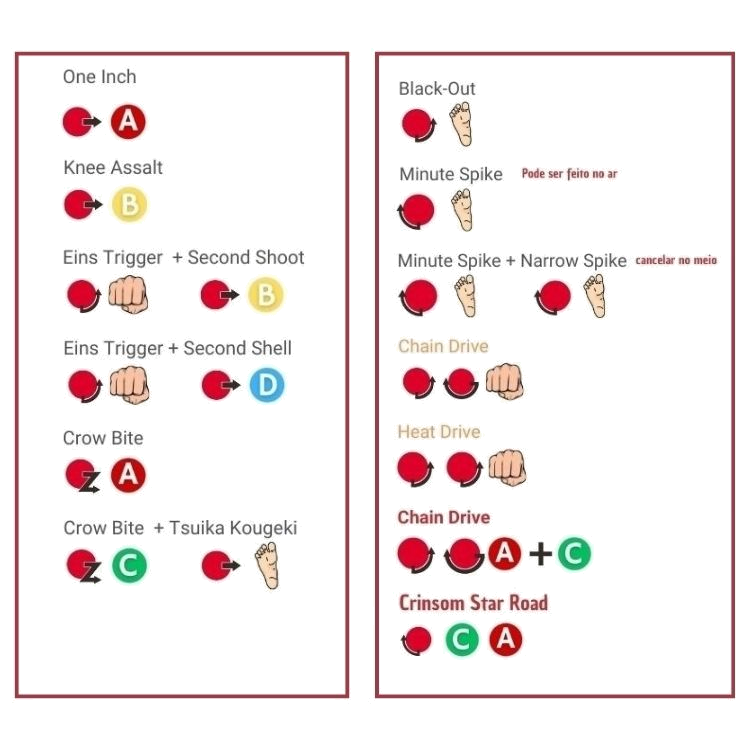 One Inch
A
Knee Assalt
B
Eins Trigger + Second Shoot
B
Eins Trigger + Second Shell
D
Crow Bite
A
Crow Bite + Tsuika Kougeki
C
Black-Out
Minute Spike Pode ser feito no ar
Minute Spike + Narrow Spike cancelar no meio
Chain Drive
Heat Drive
Chain Drive
A + C
Crinsom Star Road
C A